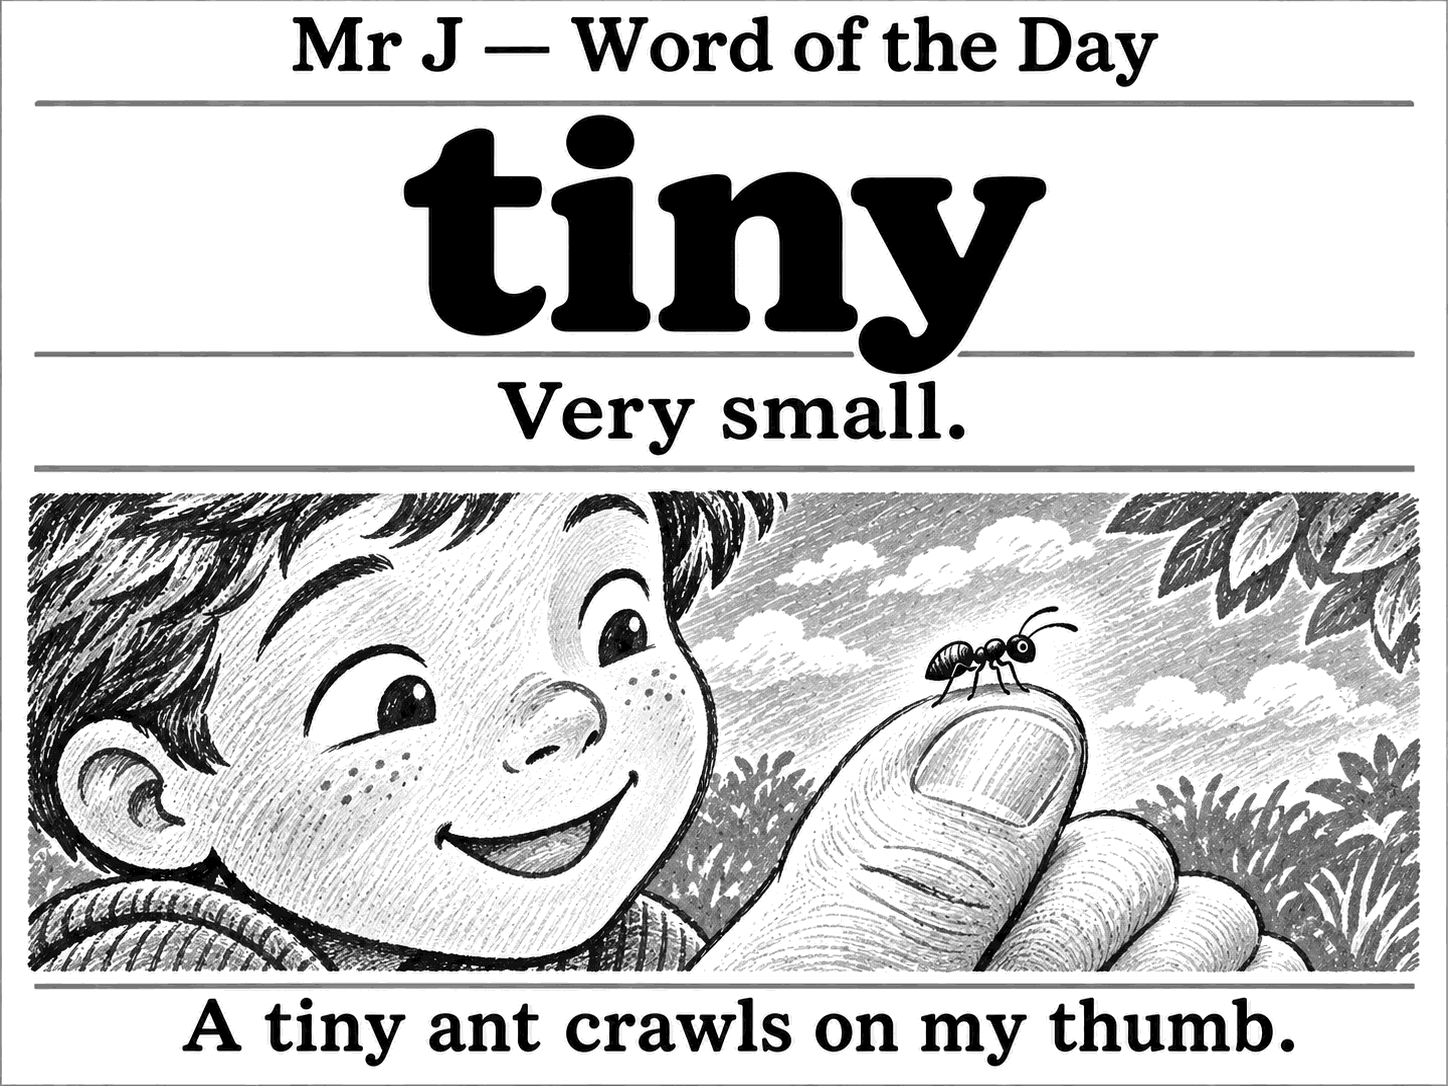 Mr J — Word of the Day
tiny
Very small.
A tiny ant crawls on my thumb.